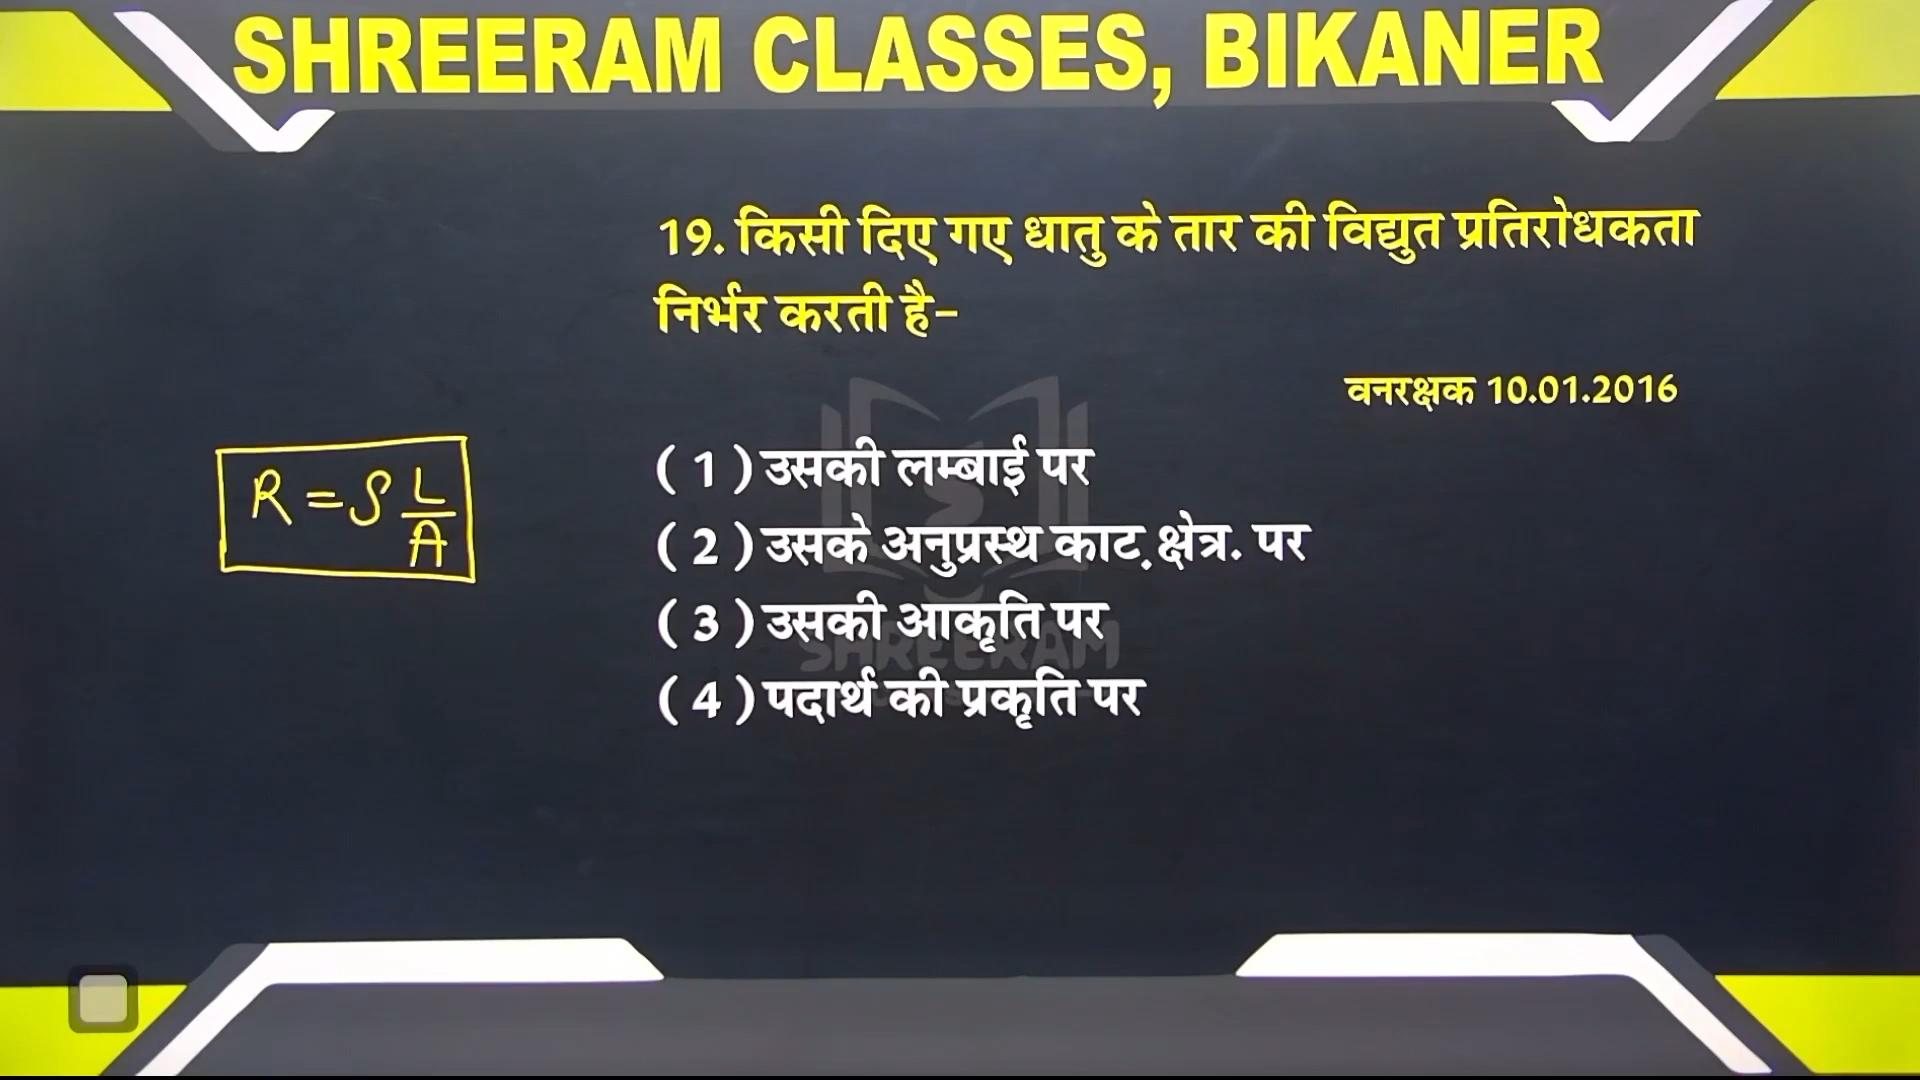 SHREERAM CLASSES, BIKANER
19. किसी दिए गए धातु के तार की विद्युत प्रतिरोधकता
निर्भर करती है-
वनरक्षक 10.01.2016
R = ρ L/A
( 1 ) उसकी लम्बाई पर
( 2 ) उसके अनुप्रस्थ काट क्षेत्र. पर
( 3 ) उसकी आकृति पर
( 4 ) पदार्थ की प्रकृति पर
SHREERAM